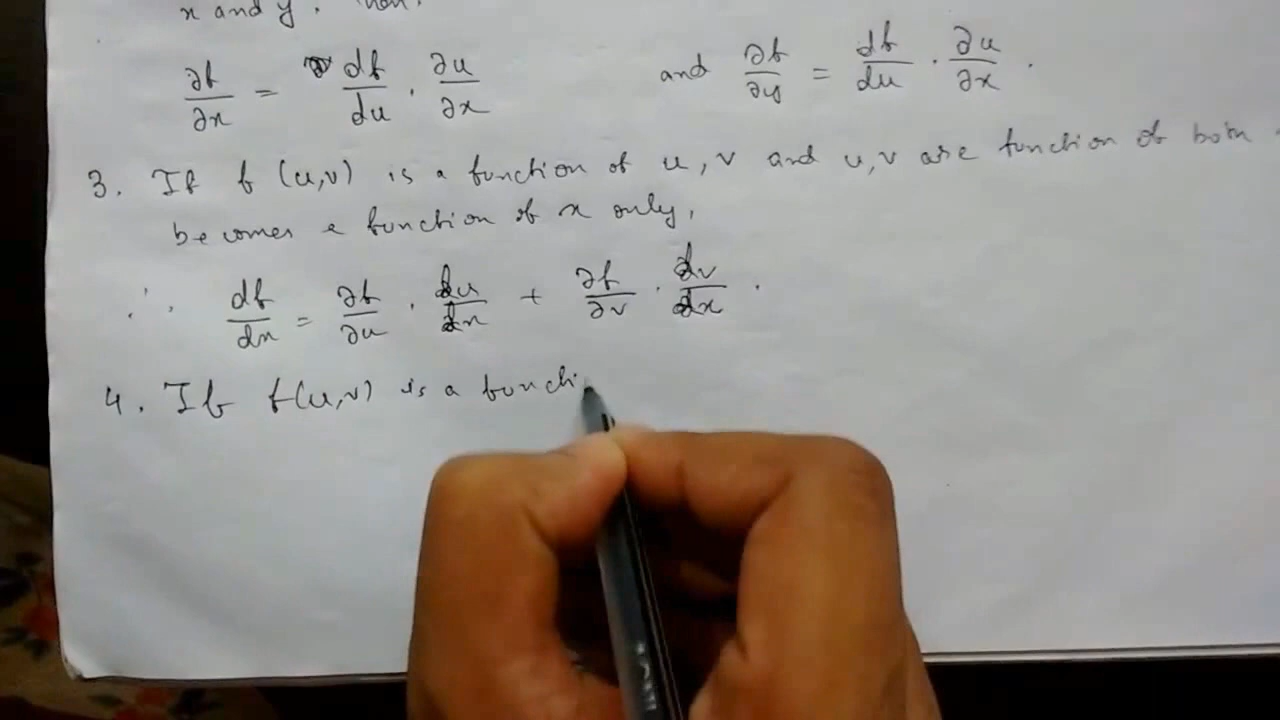 x and y. Then.
∂f/∂x = df/du · ∂u/∂x and ∂f/∂y = df/du · ∂u/∂x .
3. If f(u,v) is a function of u, v and u,v are function of both
becomes a function of x only,
∴ df/dx = ∂f/∂u · du/dx + ∂f/∂v · dv/dx .
4. If f(u,v) is a functi